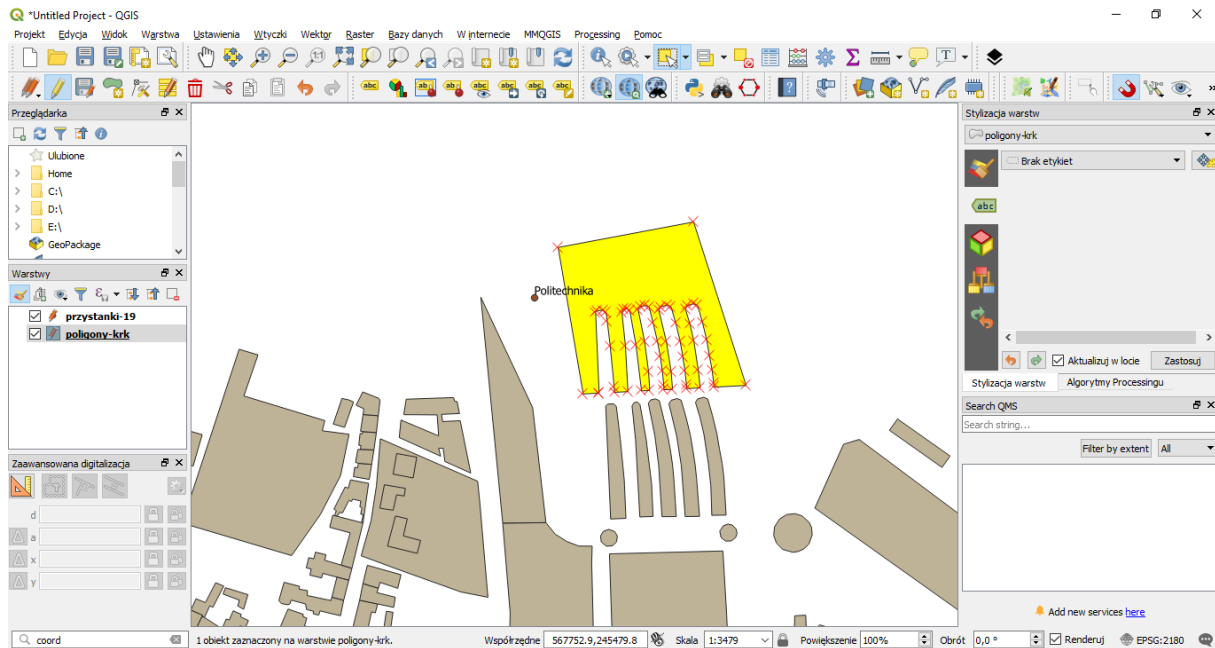 *Untitled Project - QGIS
Projekt Edycja Widok Warstwa Ustawienia Wtyczki Wektor Raster Bazy danych W internecie MMQGIS Processing Pomoc
Przeglądarka
Ulubione
Home
C:\
D:\
E:\
GeoPackage
Warstwy
przystanki-19
poligony-krk
Zaawansowana digitalizacja
d
a
x
y
Politechnika
Stylizacja warstw
poligony-krk
Brak etykiet
abc
Aktualizuj w locie Zastosuj
Stylizacja warstw Algorytmy Processingu
Search QMS
Search string...
Filter by extent All
Add new services here
coord 1 obiekt zaznaczony na warstwie poligony-krk. Współrzędne 567752.9,245479.8 Skala 1:3479 Powiększenie 100% Obrót 0,0 ° Renderuj EPSG:2180